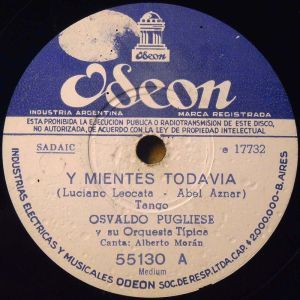 Odeon
Odeon
INDUSTRIA ARGENTINA MARCA REGISTRADA
ESTA PROHIBIDA LA EJECUCION PUBLICA O RADIOTRANSMISION DE ESTE DISCO,
NO AUTORIZADA, DE ACUERDO CON LA LEY DE PROPIEDAD INTELECTUAL
SADAIC e 17732
Y MIENTES TODAVIA
(Luciano Leocata - Abel Aznar)
Tango
OSVALDO PUGLIESE
y su Orquesta Típica
Canta: Alberto Morán
55130 A
Medium
INDUSTRIAS ELECTRICAS Y MUSICALES ODEON SOC. DE RESP. LTDA. CAP. $ 2.000.000 - B. AIRES